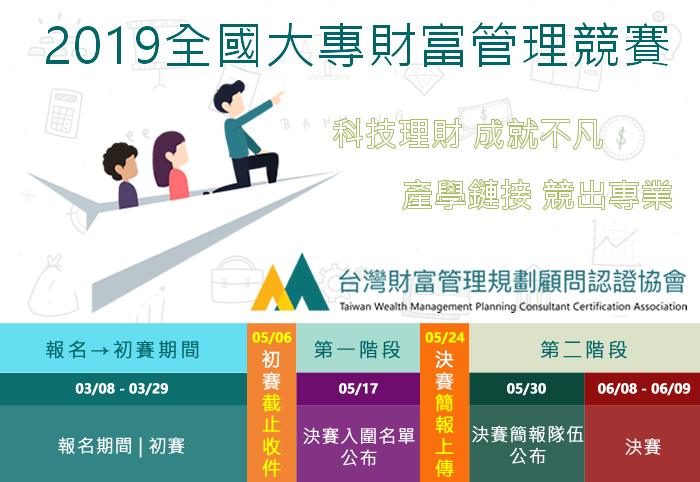 2019全國大專財富管理競賽
科技理財 成就不凡
產學鏈接 競出專業
BANKING
台灣財富管理規劃顧問認證協會
Taiwan Wealth Management Planning Consultant Certification Association
報名→初賽期間
03/08 - 03/29
報名期間 | 初賽
05/06
初賽截止收件
第一階段
05/17
決賽入圍名單
公布
05/24
決賽簡報上傳
第二階段
05/30
決賽簡報隊伍
公布
06/08 - 06/09
決賽